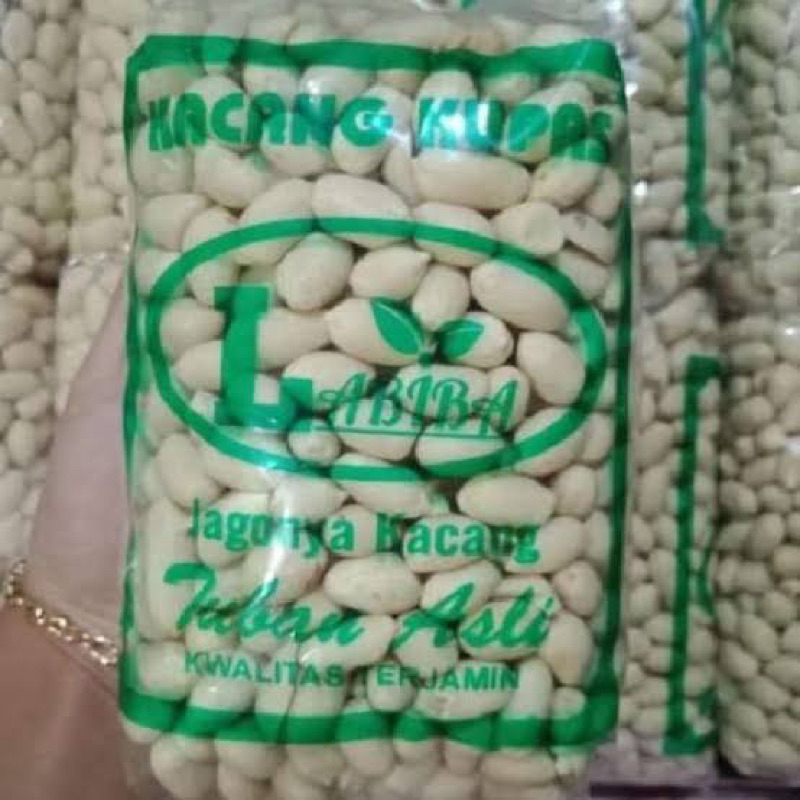 KACANG KUPAS
LABIBA
Jagonya Kacang
Tuban Asli
KWALITAS TERJAMIN